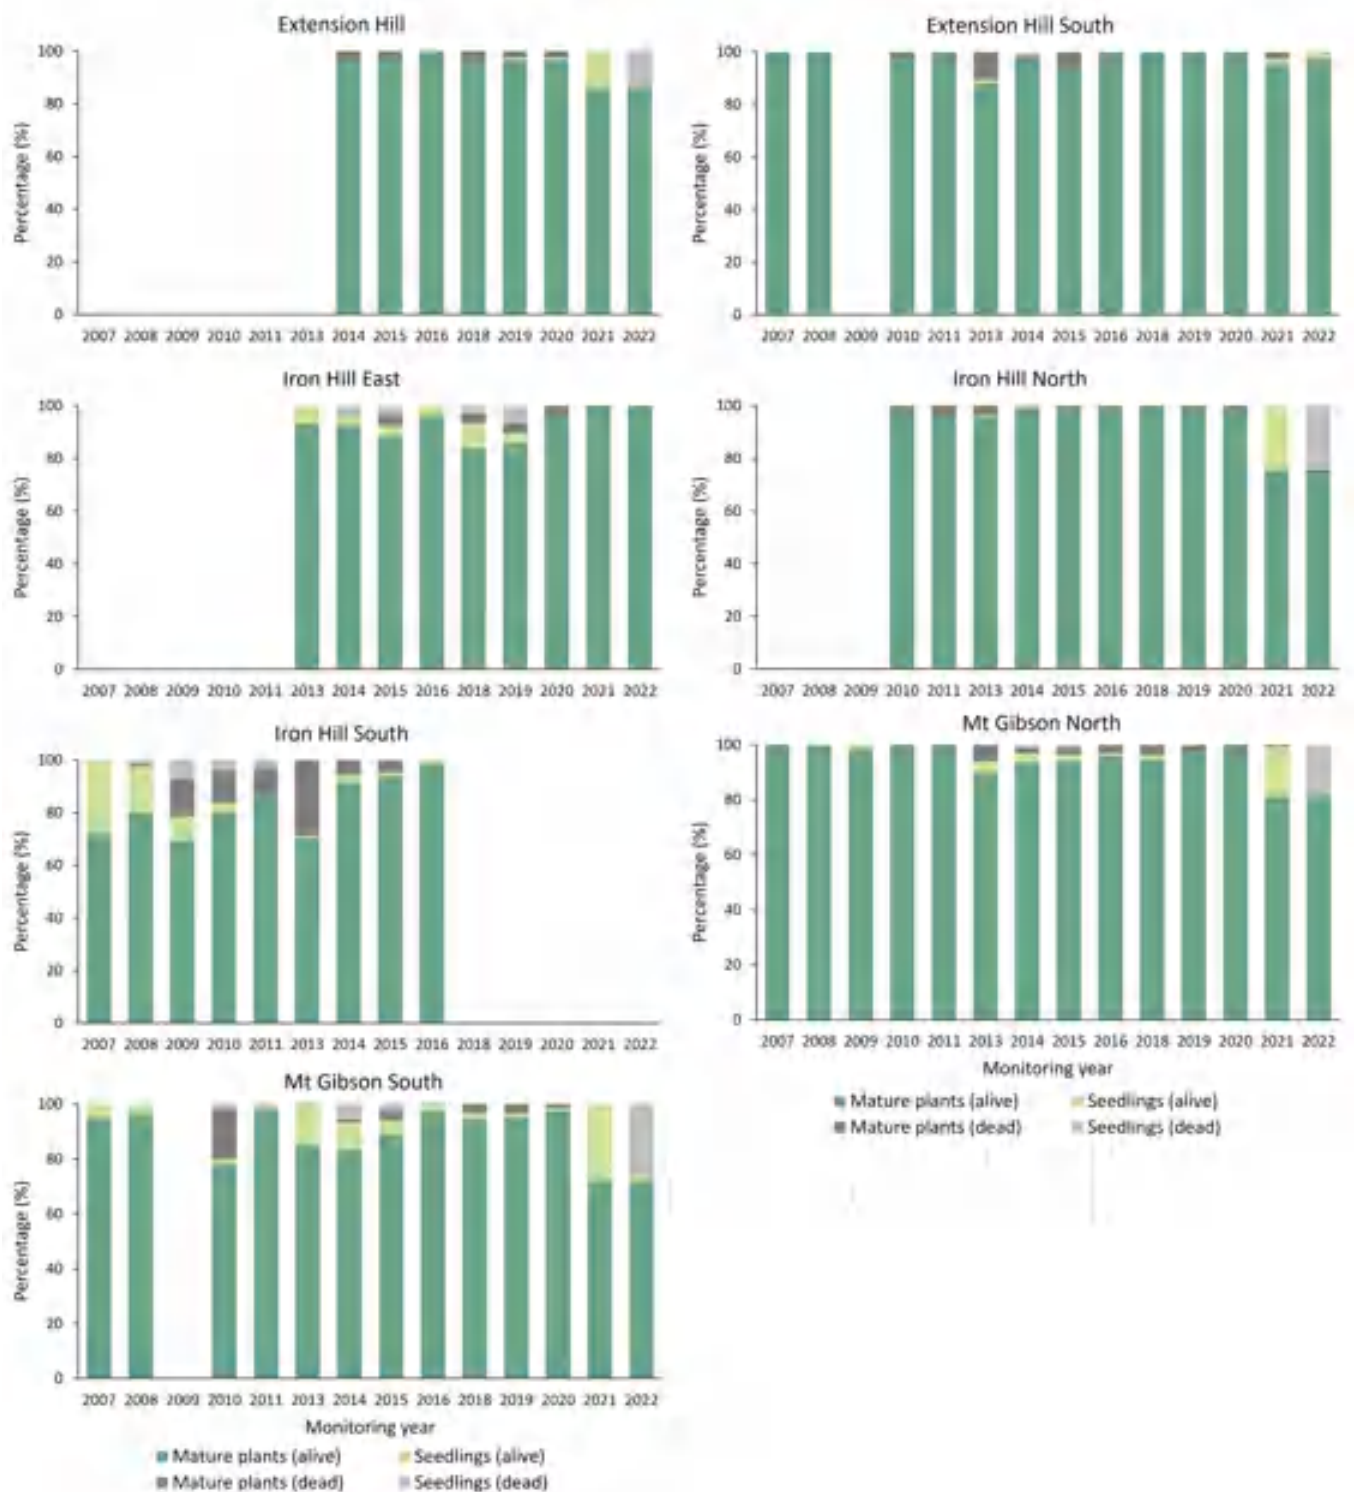 Extension Hill
Percentage (%)
100
80
60
40
20
0
2007 2008 2009 2010 2011 2013 2014 2015 2016 2018 2019 2020 2021 2022
Extension Hill South
Percentage (%)
100
80
60
40
20
0
2007 2008 2009 2010 2011 2013 2014 2015 2016 2018 2019 2020 2021 2022
Iron Hill East
Percentage (%)
100
80
60
40
20
0
2007 2008 2009 2010 2011 2013 2014 2015 2016 2018 2019 2020 2021 2022
Iron Hill North
Percentage (%)
100
80
60
40
20
0
2007 2008 2009 2010 2011 2013 2014 2015 2016 2018 2019 2020 2021 2022
Iron Hill South
Percentage (%)
100
80
60
40
20
0
2007 2008 2009 2010 2011 2013 2014 2015 2016 2018 2019 2020 2021 2022
Mt Gibson North
Percentage (%)
100
80
60
40
20
0
2007 2008 2009 2010 2011 2013 2014 2015 2016 2018 2019 2020 2021 2022
Monitoring year
Mature plants (alive) Seedlings (alive)
Mature plants (dead) Seedlings (dead)
Mt Gibson South
Percentage (%)
100
80
60
40
20
0
2007 2008 2009 2010 2011 2013 2014 2015 2016 2018 2019 2020 2021 2022
Monitoring year
Mature plants (alive) Seedlings (alive)
Mature plants (dead) Seedlings (dead)